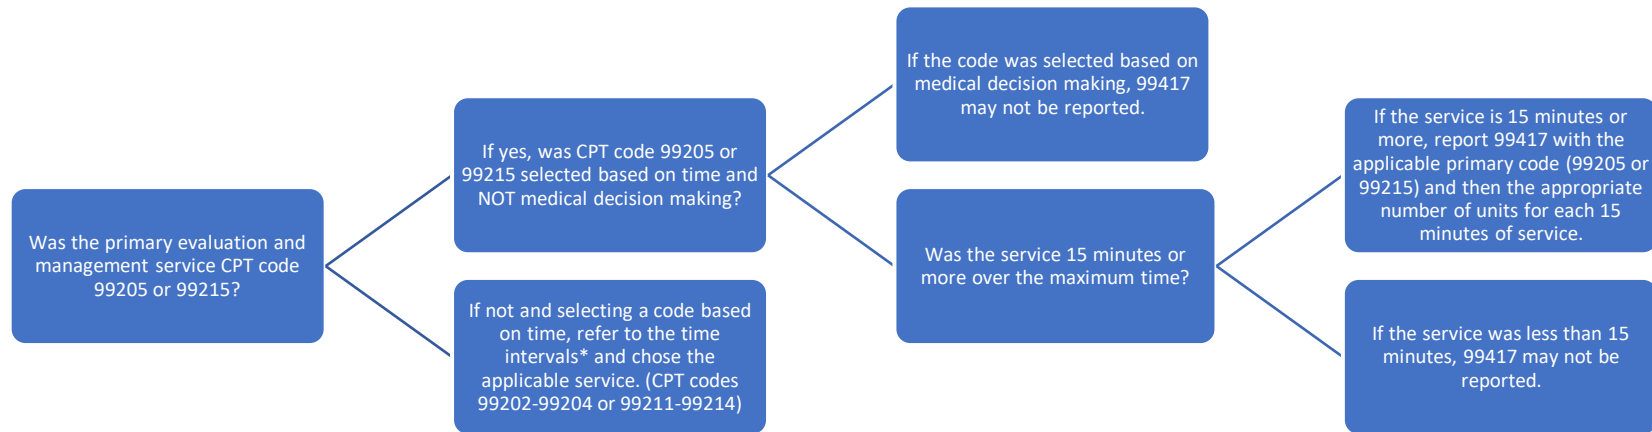 Was the primary evaluation and
management service CPT code
99205 or 99215?
If yes, was CPT code 99205 or
99215 selected based on time and
NOT medical decision making?
If not and selecting a code based
on time, refer to the time
intervals* and chose the
applicable service. (CPT codes
99202-99204 or 99211-99214)
If the code was selected based on
medical decision making, 99417
may not be reported.
Was the service 15 minutes or
more over the maximum time?
If the service is 15 minutes or
more, report 99417 with the
applicable primary code (99205 or
99215) and then the appropriate
number of units for each 15
minutes of service.
If the service was less than 15
minutes, 99417 may not be
reported.